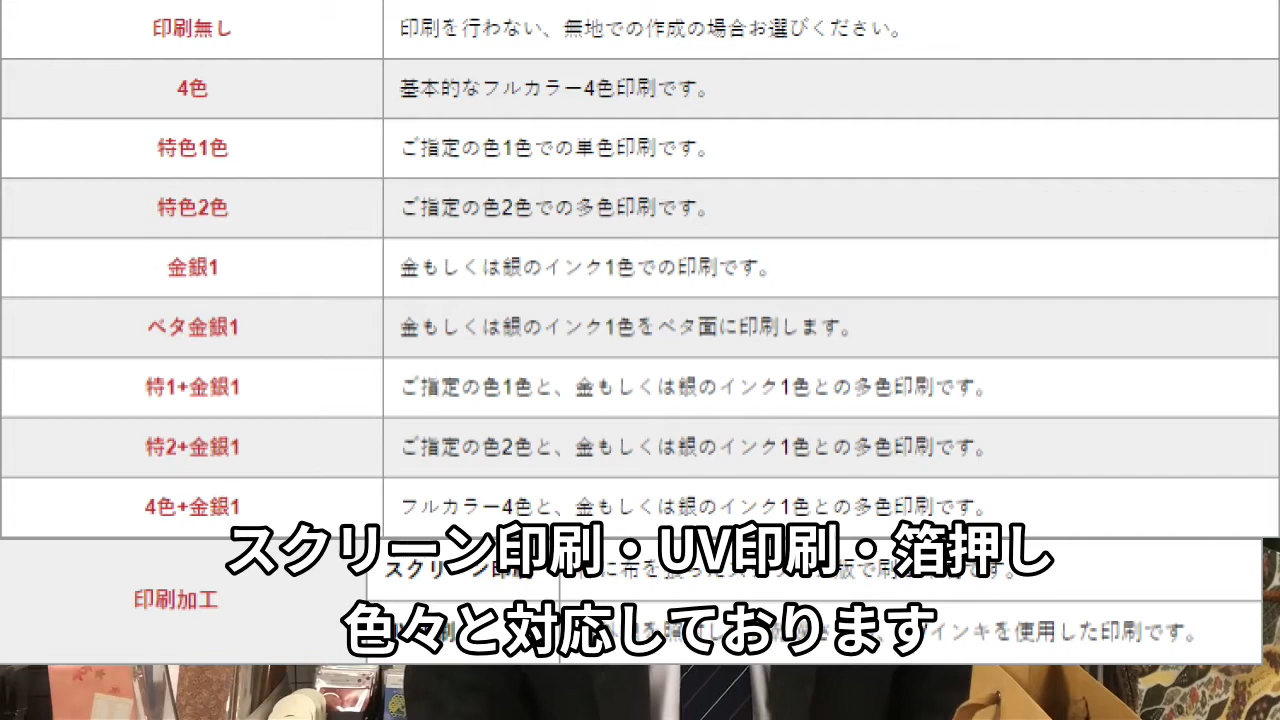 印刷無し
印刷を行わない、無地での作成の場合お選びください。
4色
基本的なフルカラー4色印刷です。
特色1色
ご指定の色1色での単色印刷です。
特色2色
ご指定の色2色での多色印刷です。
金銀1
金もしくは銀のインク1色での印刷です。
ベタ金銀1
金もしくは銀のインク1色をベタ面に印刷します。
特1+金銀1
ご指定の色1色と、金もしくは銀のインク1色との多色印刷です。
特2+金銀1
ご指定の色2色と、金もしくは銀のインク1色との多色印刷です。
4色+金銀1
フルカラー4色と、金もしくは銀のインク1色との多色印刷です。
印刷加工
スクリーン印刷
インキを使用した印刷です。
スクリーン印刷・UV印刷・箔押し
色々と対応しております